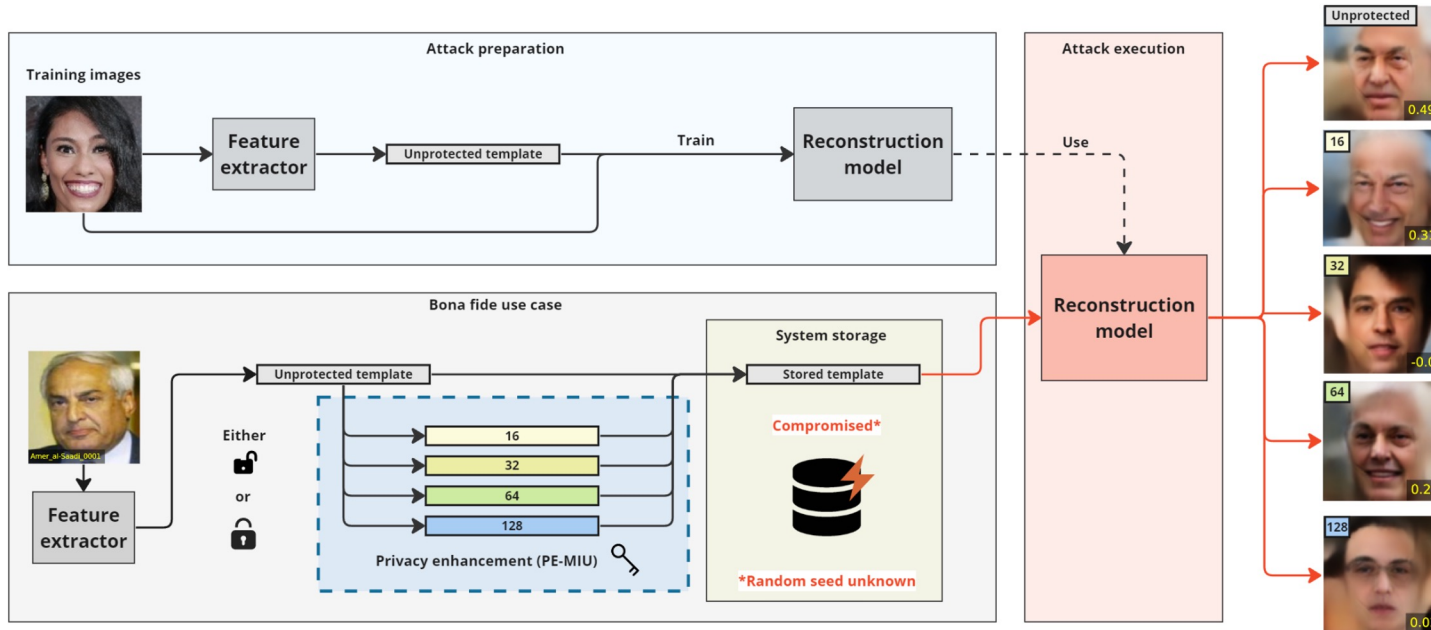 Attack preparation
Training images
Feature
extractor
Unprotected template
Train
Reconstruction
model
Attack execution
Use
Reconstruction
model
Bona fide use case
Amer_al-Saadi_0001
Feature
extractor
Either
or
Unprotected template
16
32
64
128
Privacy enhancement (PE-MIU)
System storage
Stored template
Compromised*
*Random seed unknown
Unprotected
16
32
64
0.2
128
0.0